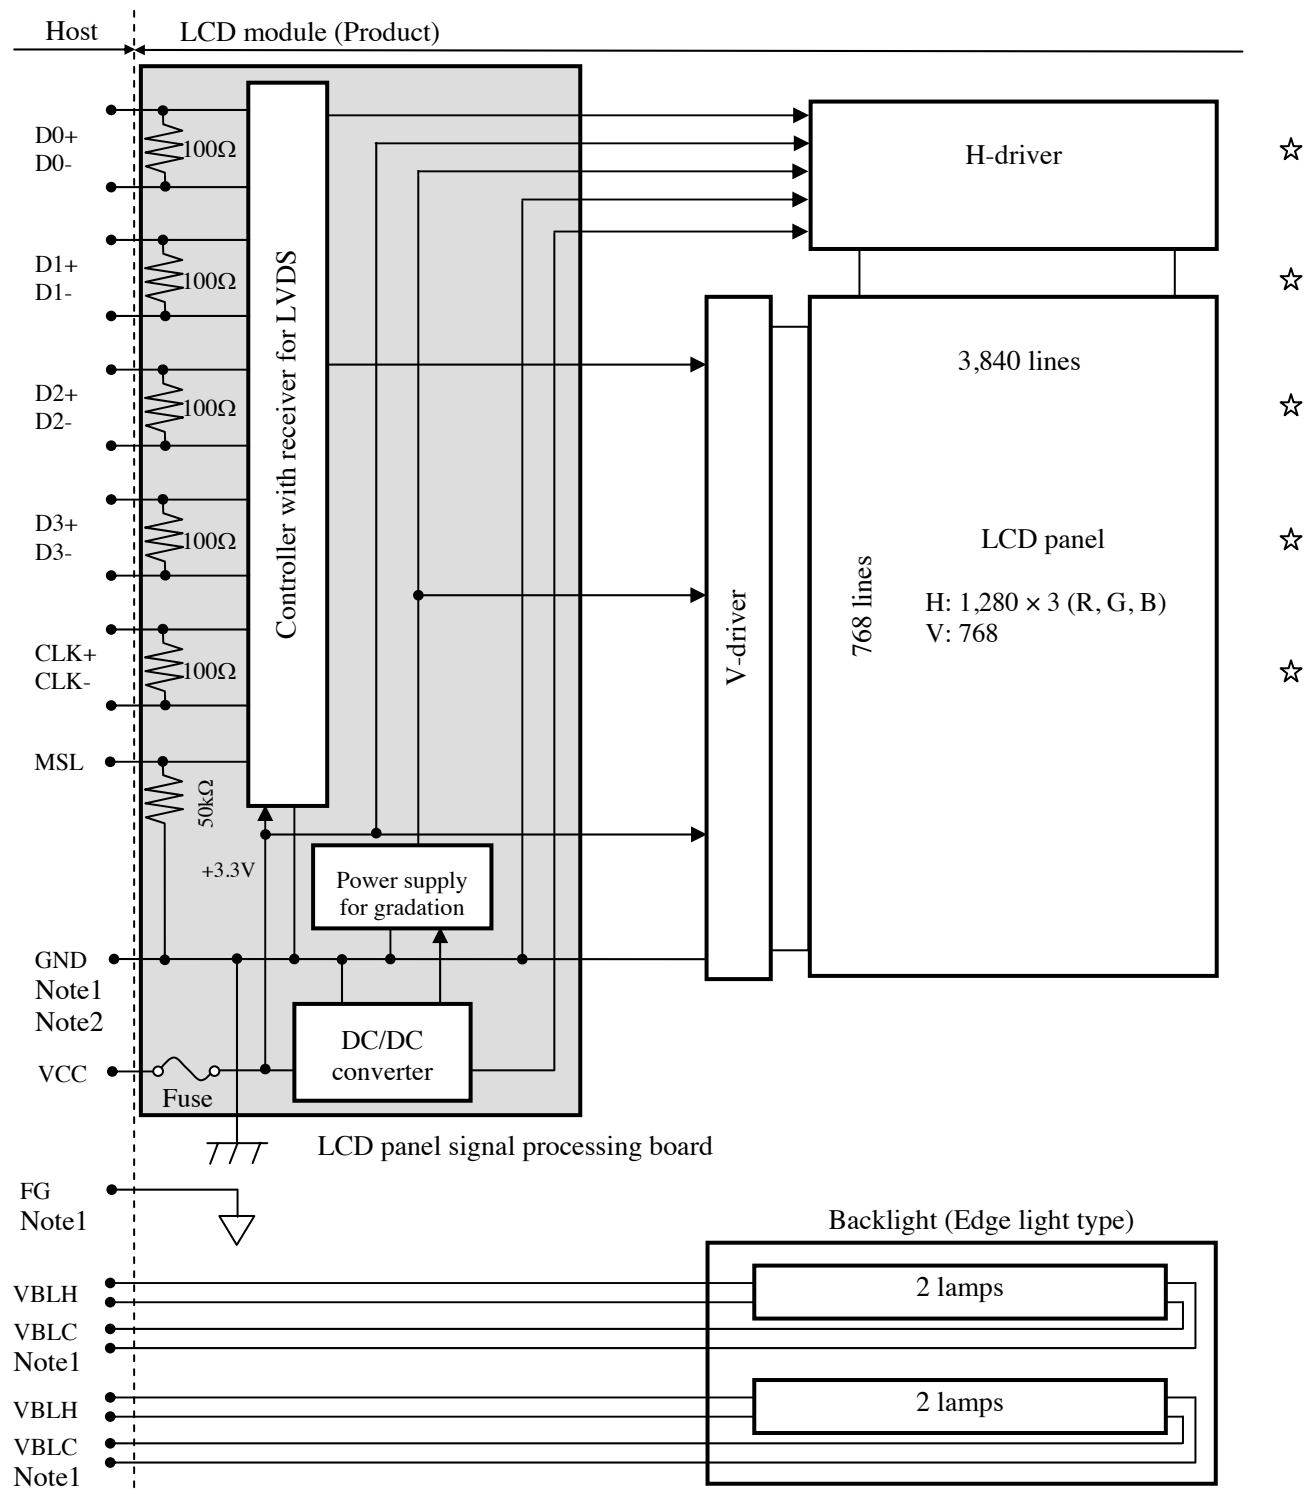 Host
LCD module (Product)
D0+
D0-
100Ω
H-driver
☆
D1+
D1-
100Ω
☆
Controller with receiver for LVDS
3,840 lines
D2+
D2-
100Ω
☆
D3+
D3-
100Ω
LCD panel
☆
768 lines
H: 1,280 × 3 (R, G, B)
V: 768
V-driver
CLK+
CLK-
100Ω
☆
MSL
50kΩ
+3.3V
Power supply
for gradation
GND
Note1
Note2
DC/DC
converter
VCC
Fuse
LCD panel signal processing board
FG
Note1
Backlight (Edge light type)
VBLH
2 lamps
VBLC
Note1
VBLH
2 lamps
VBLC
Note1